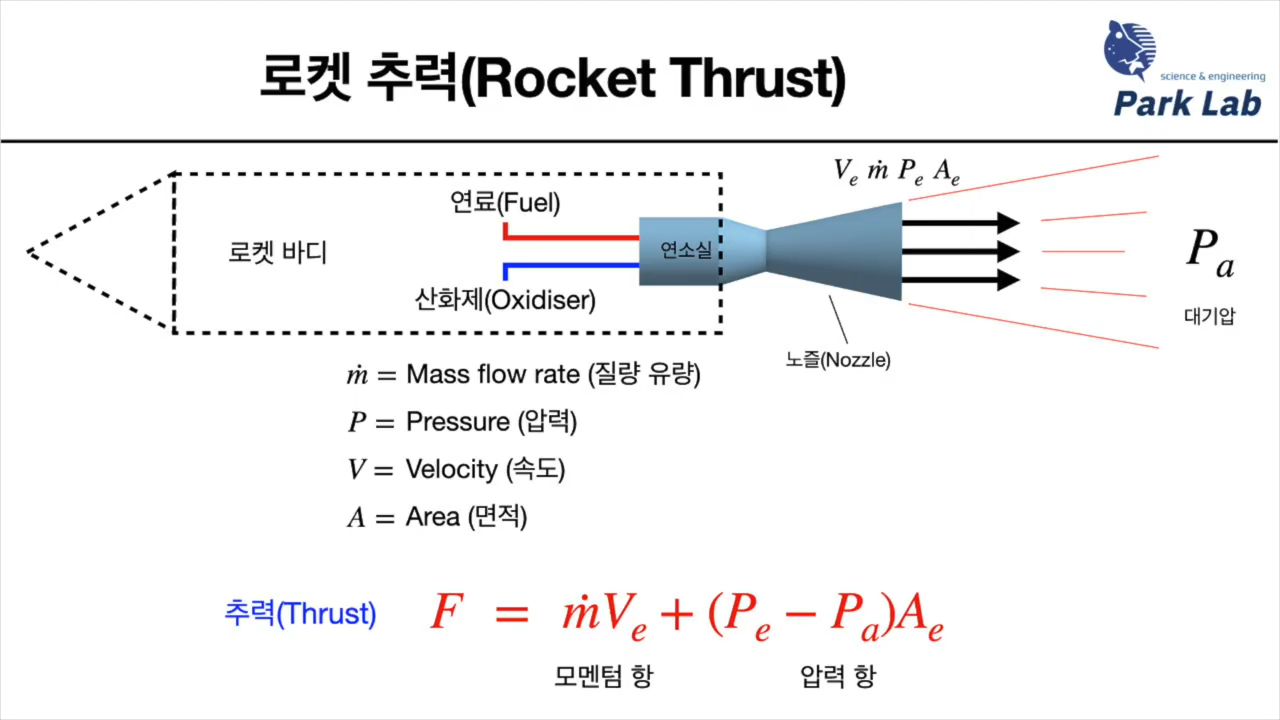 로켓 추력(Rocket Thrust)
science & engineering
Park Lab
Vₑ ṁ Pₑ Aₑ
연료(Fuel)
로켓 바디
연소실
산화제(Oxidiser)
Pₐ
대기압
노즐(Nozzle)
ṁ = Mass flow rate (질량 유량)
P = Pressure (압력)
V = Velocity (속도)
A = Area (면적)
추력(Thrust) F = ṁVₑ + (Pₑ − Pₐ)Aₑ
모멘텀 항 압력 항